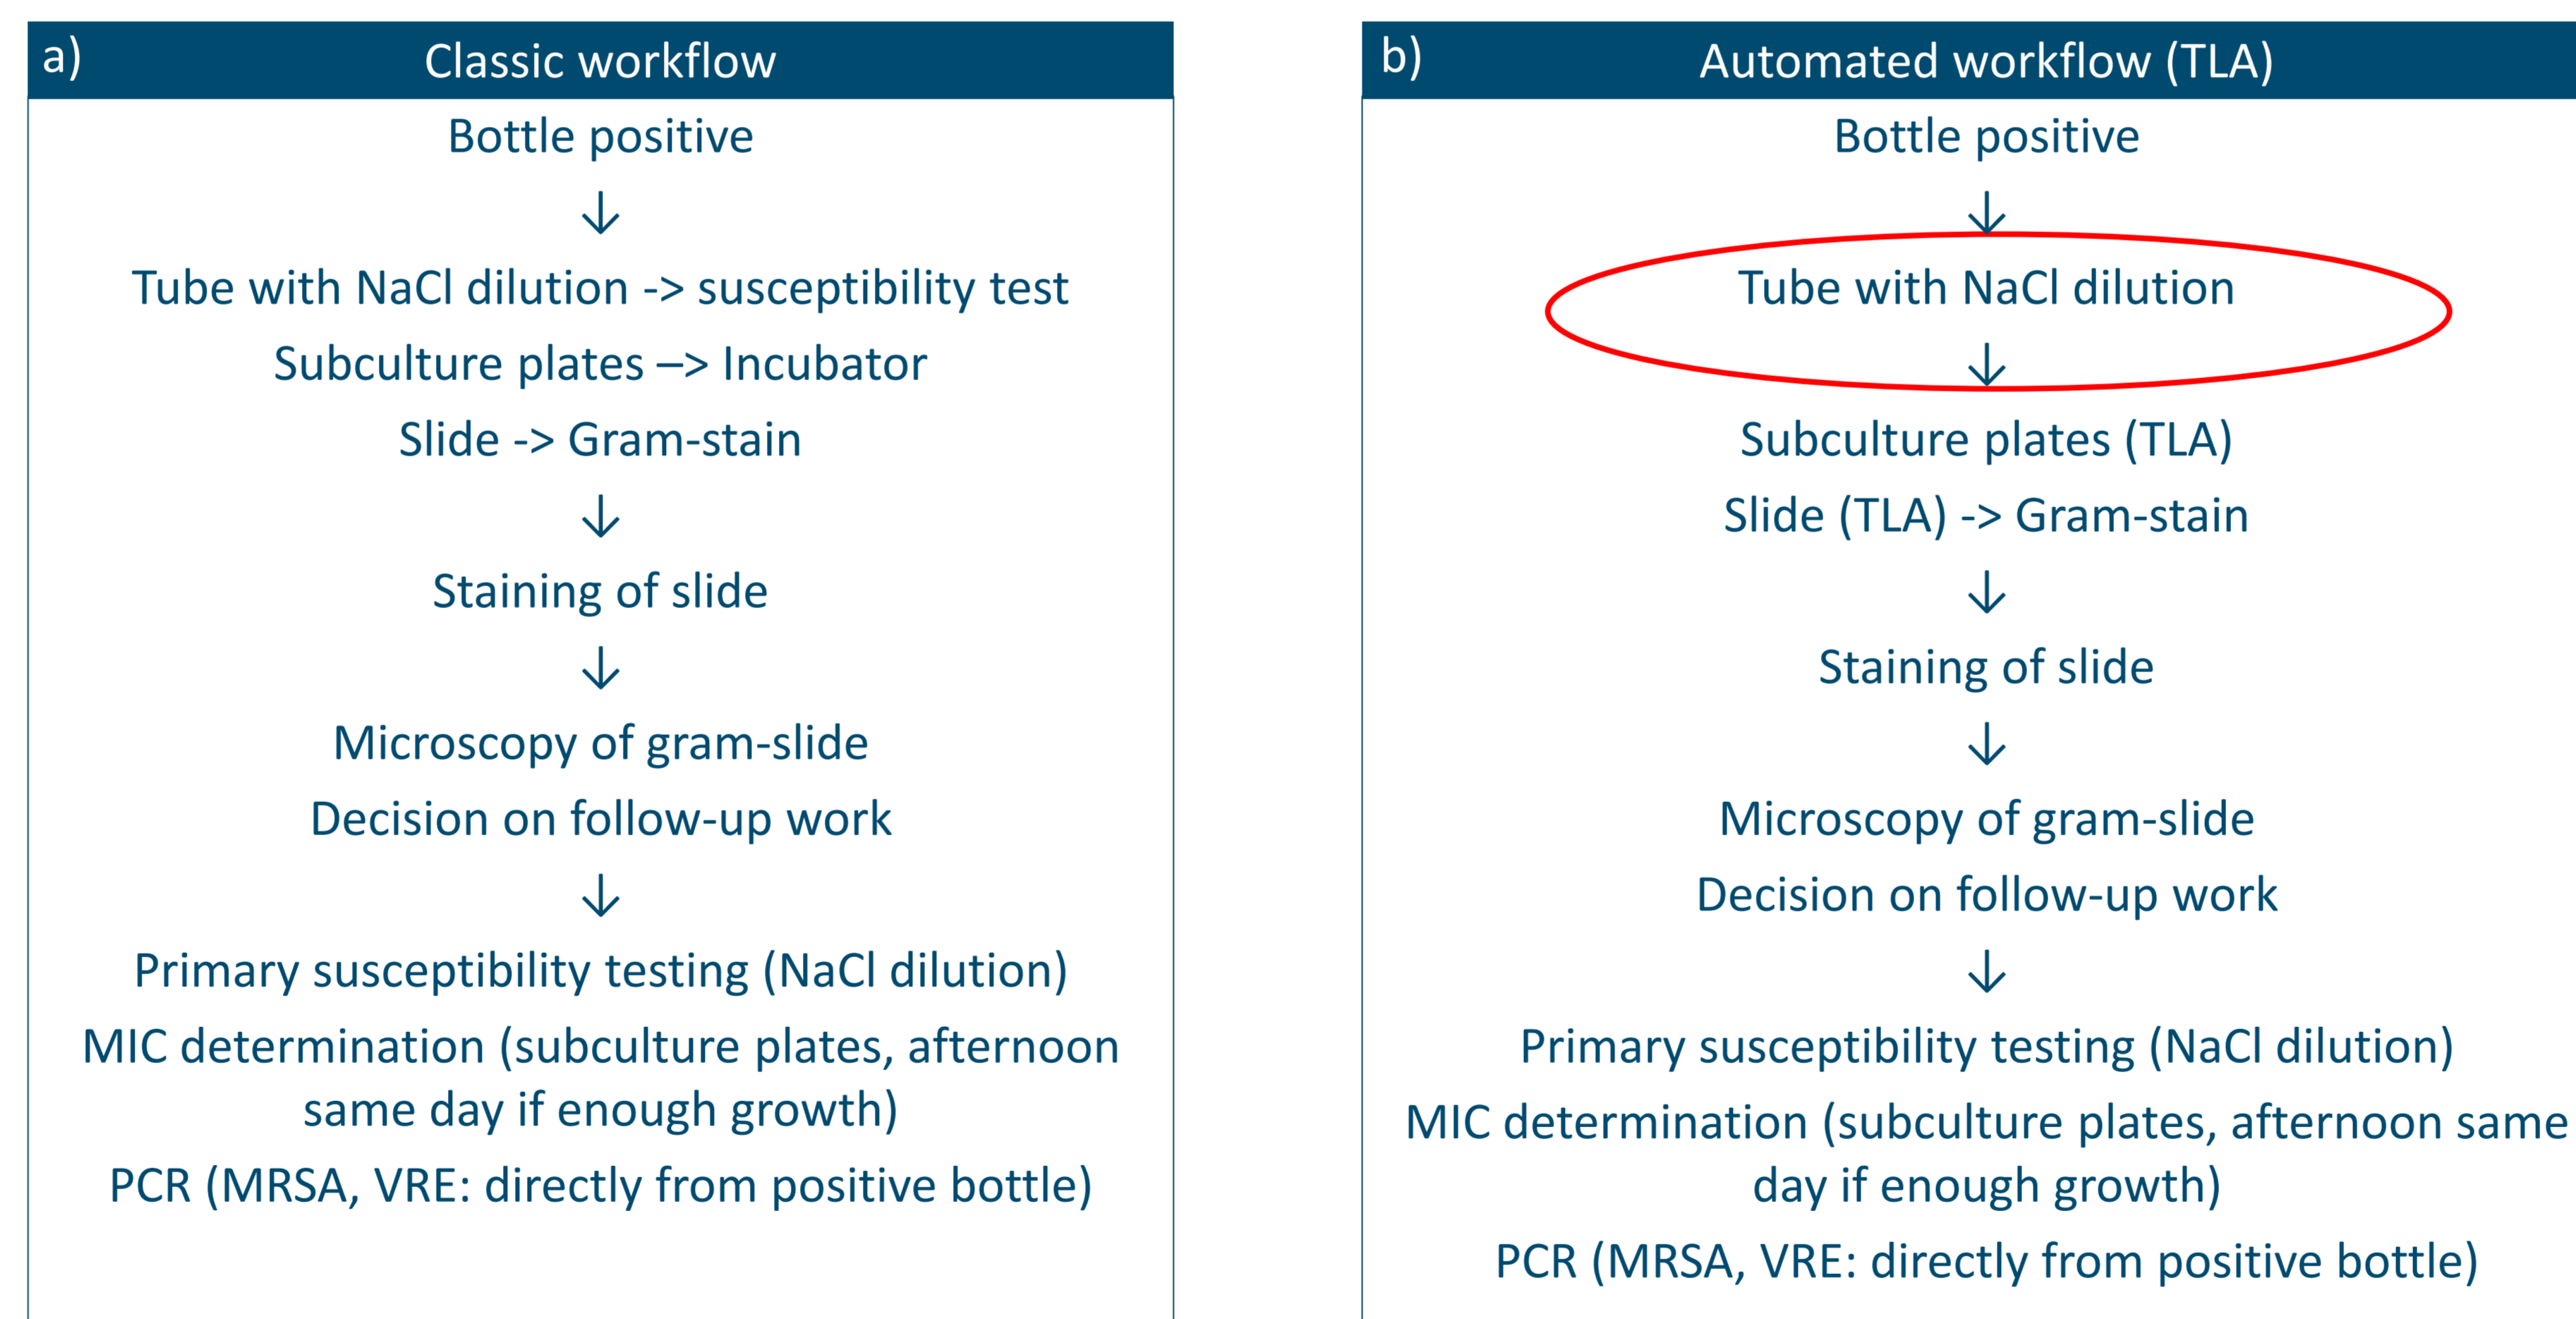 a)
Classic workflow
Bottle positive
↓
Tube with NaCl dilution -> susceptibility test
Subculture plates –> Incubator
Slide -> Gram-stain
↓
Staining of slide
↓
Microscopy of gram-slide
Decision on follow-up work
↓
Primary susceptibility testing (NaCl dilution)
MIC determination (subculture plates, afternoon
same day if enough growth)
PCR (MRSA, VRE: directly from positive bottle)
b)
Automated workflow (TLA)
Bottle positive
↓
Tube with NaCl dilution
↓
Subculture plates (TLA)
Slide (TLA) -> Gram-stain
↓
Staining of slide
↓
Microscopy of gram-slide
Decision on follow-up work
↓
Primary susceptibility testing (NaCl dilution)
MIC determination (subculture plates, afternoon same
day if enough growth)
PCR (MRSA, VRE: directly from positive bottle)